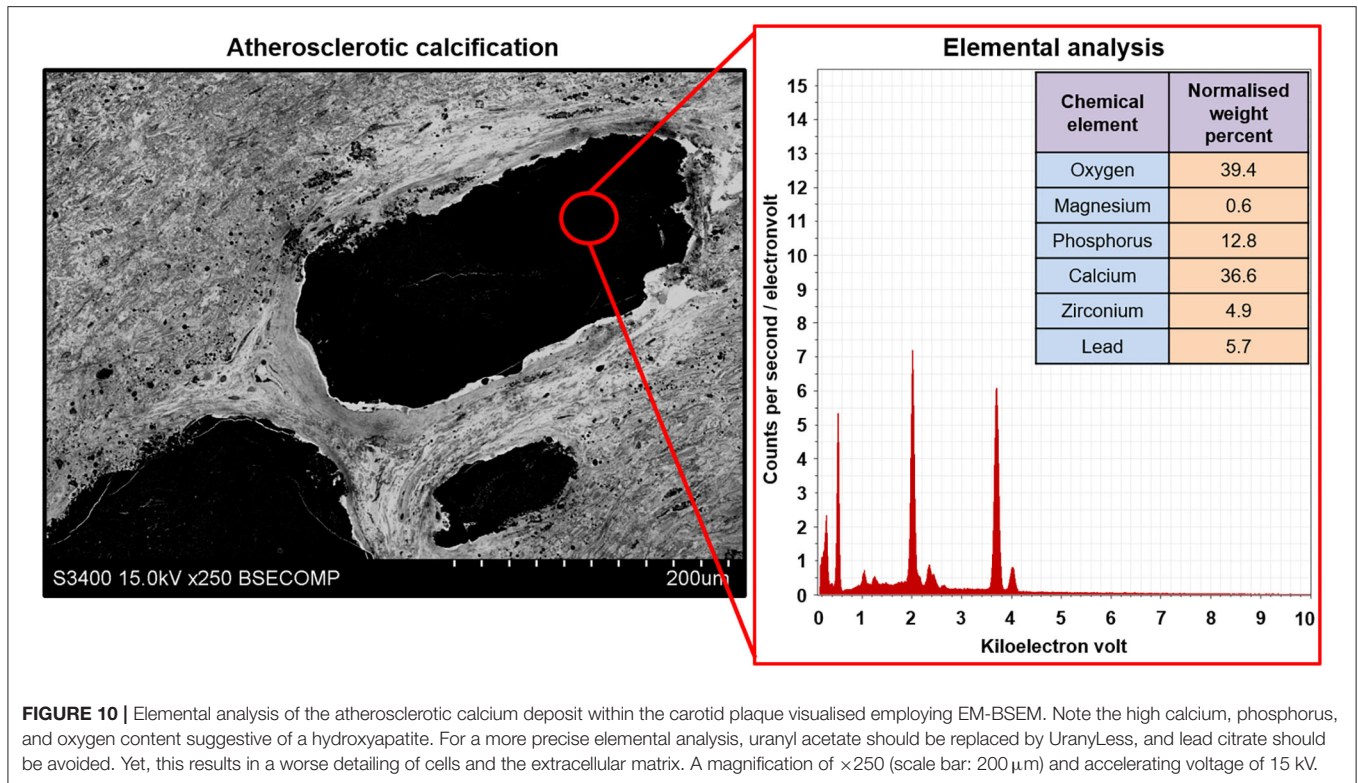 Atherosclerotic calcification
Elemental analysis
15
14
13
12
11
10
9
8
7
6
5
4
3
2
1
0
Counts per second / electronvolt
Chemical element Normalised weight percent
Oxygen 39.4
Magnesium 0.6
Phosphorus 12.8
Calcium 36.6
Zirconium 4.9
Lead 5.7
0 1 2 3 4 5 6 7 8 9 10
Kiloelectron volt
S3400 15.0kV x250 BSECOMP 200um
FIGURE 10 | Elemental analysis of the atherosclerotic calcium deposit within the carotid plaque visualised employing EM-BSEM. Note the high calcium, phosphorus,
and oxygen content suggestive of a hydroxyapatite. For a more precise elemental analysis, uranyl acetate should be replaced by UranyLess, and lead citrate should
be avoided. Yet, this results in a worse detailing of cells and the extracellular matrix. A magnification of ×250 (scale bar: 200 μm) and accelerating voltage of 15 kV.